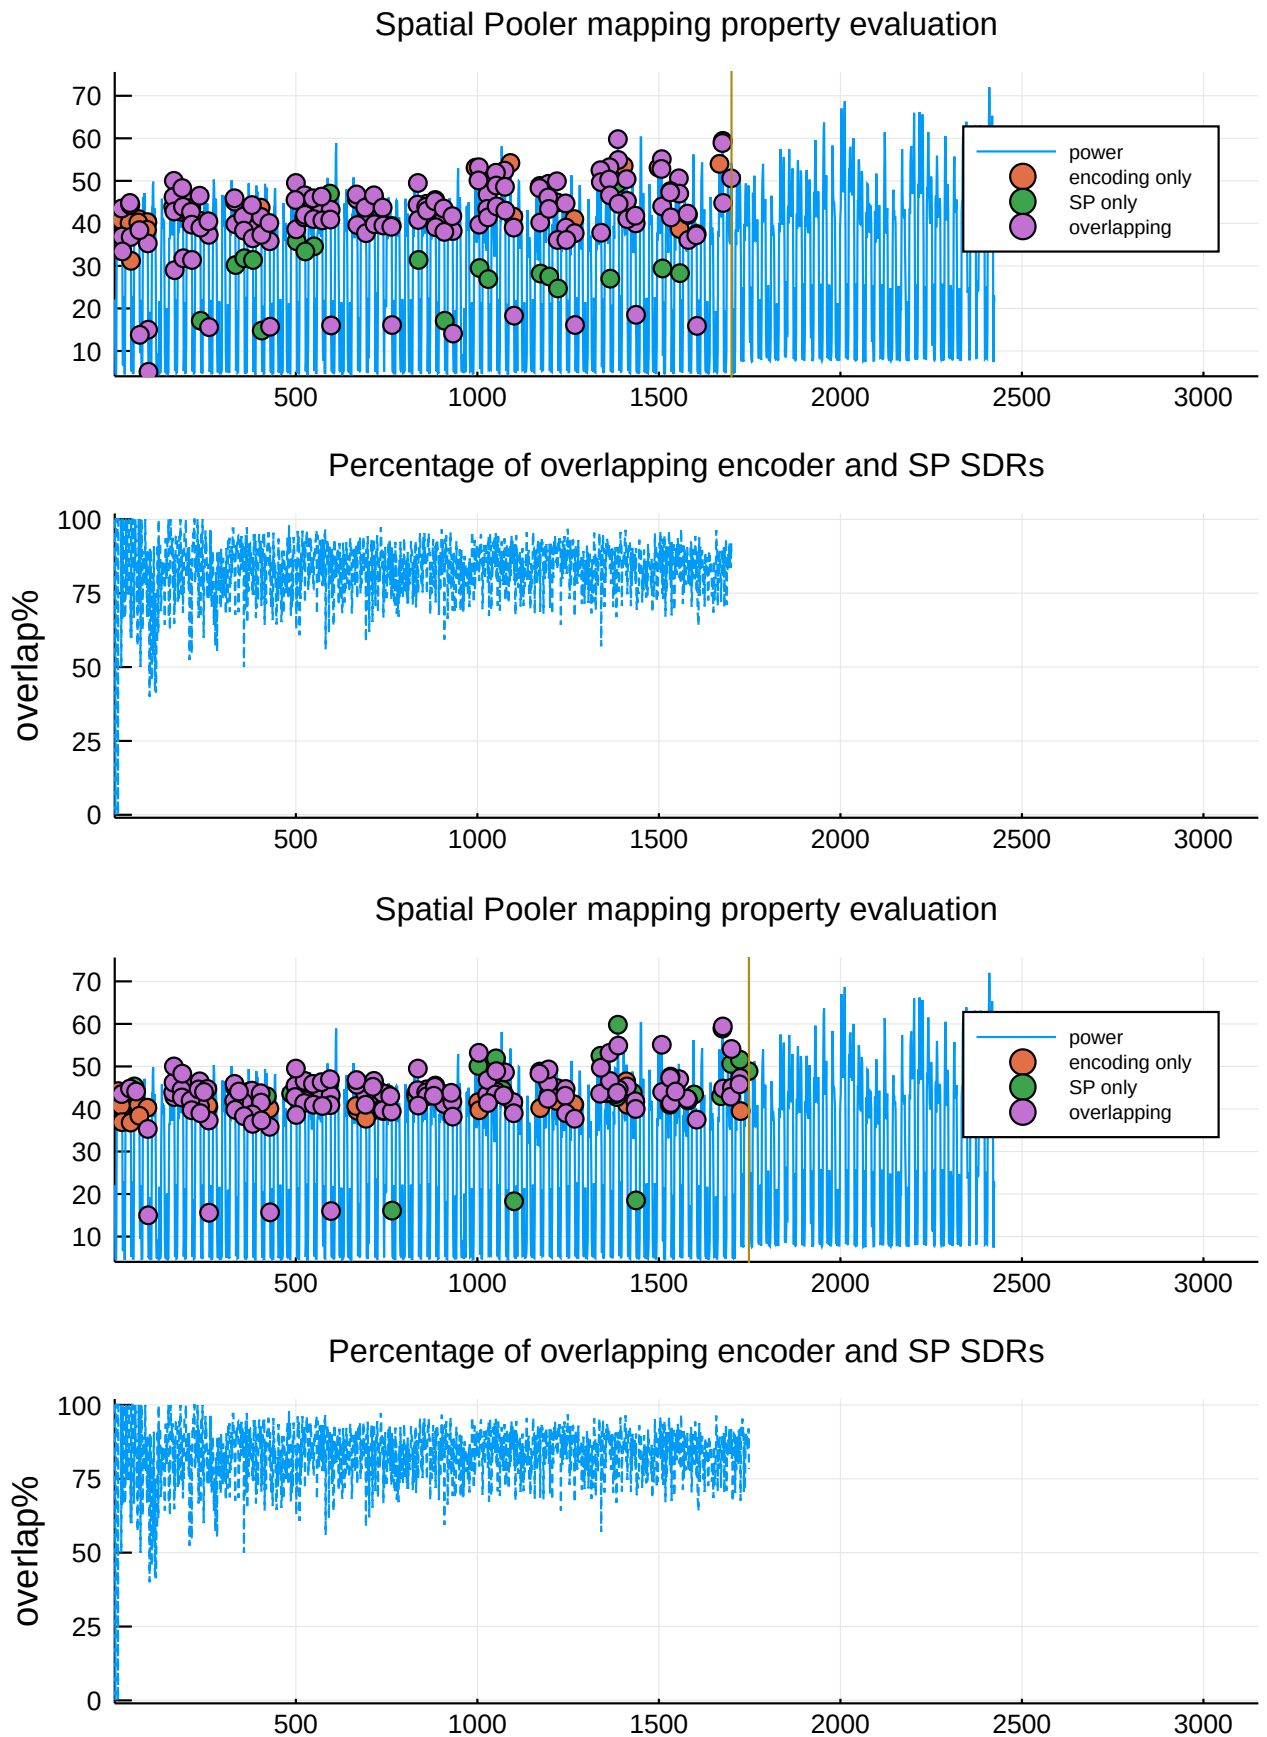 Spatial Pooler mapping property evaluation
70
60
50
40
30
20
10
power
encoding only
SP only
overlapping
500 1000 1500 2000 2500 3000
Percentage of overlapping encoder and SP SDRs
overlap%
100
75
50
25
0
500 1000 1500 2000 2500 3000
Spatial Pooler mapping property evaluation
70
60
50
40
30
20
10
power
encoding only
SP only
overlapping
500 1000 1500 2000 2500 3000
Percentage of overlapping encoder and SP SDRs
overlap%
100
75
50
25
0
500 1000 1500 2000 2500 3000